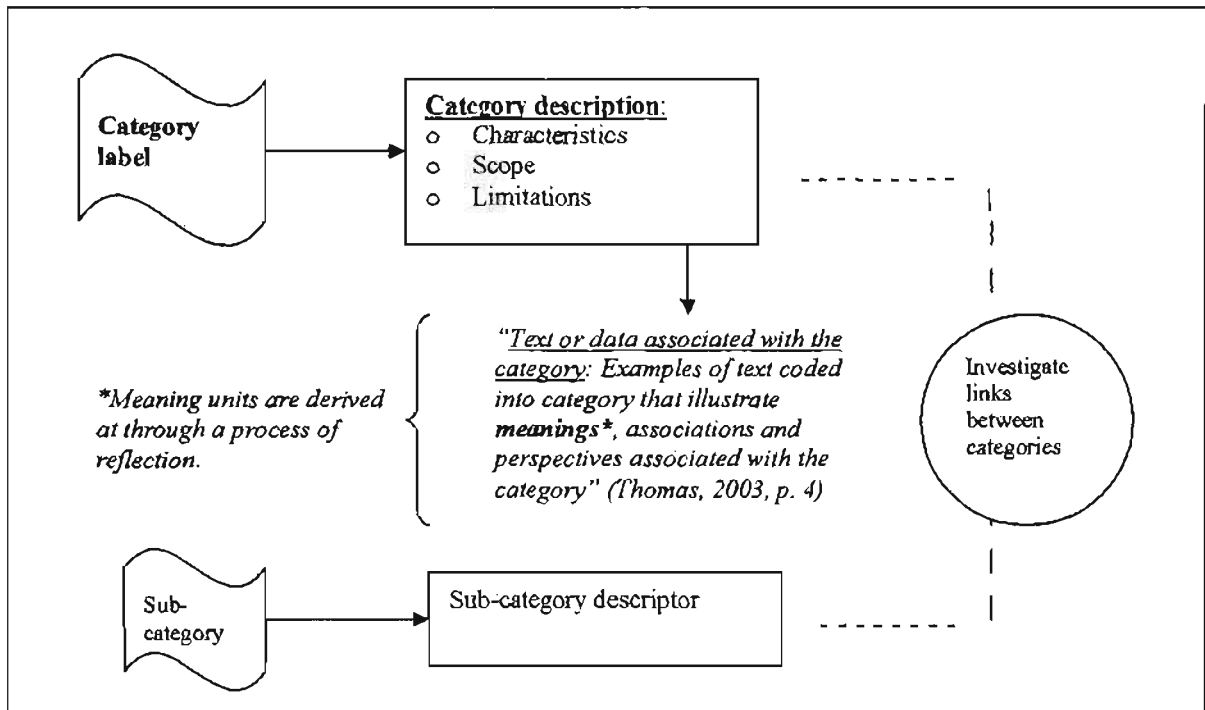 Category
label
Category description:
o Characteristics
o Scope
o Limitations
"Text or data associated with the
category: Examples of text coded
into category that illustrate
meanings*, associations and
perspectives associated with the
category" (Thomas, 2003, p. 4)
*Meaning units are derived
at through a process of
reflection.
Investigate
links
between
categories
Sub-
category
Sub-category descriptor